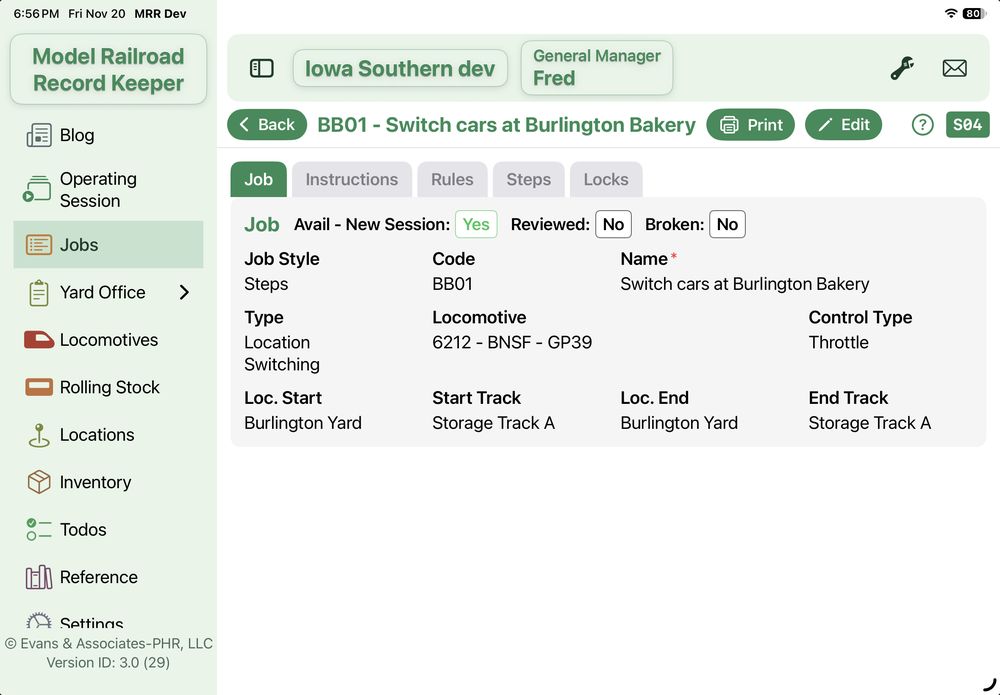 6:56 PM Fri Nov 20 MRR Dev
80
Model Railroad
Record Keeper
Iowa Southern dev
General Manager
Fred
Back
BB01 - Switch cars at Burlington Bakery
Print
Edit
?
S04
Blog
Operating
Session
Jobs
Yard Office
Locomotives
Rolling Stock
Locations
Inventory
Todos
Reference
Settings
© Evans & Associates-PHR, LLC
Version ID: 3.0 (29)
Job Instructions Rules Steps Locks
Job Avail - New Session: Yes Reviewed: No Broken: No
Job Style Code Name*
Steps BB01 Switch cars at Burlington Bakery
Type Locomotive Control Type
Location 6212 - BNSF - GP39 Throttle
Switching
Loc. Start Start Track Loc. End End Track
Burlington Yard Storage Track A Burlington Yard Storage Track A